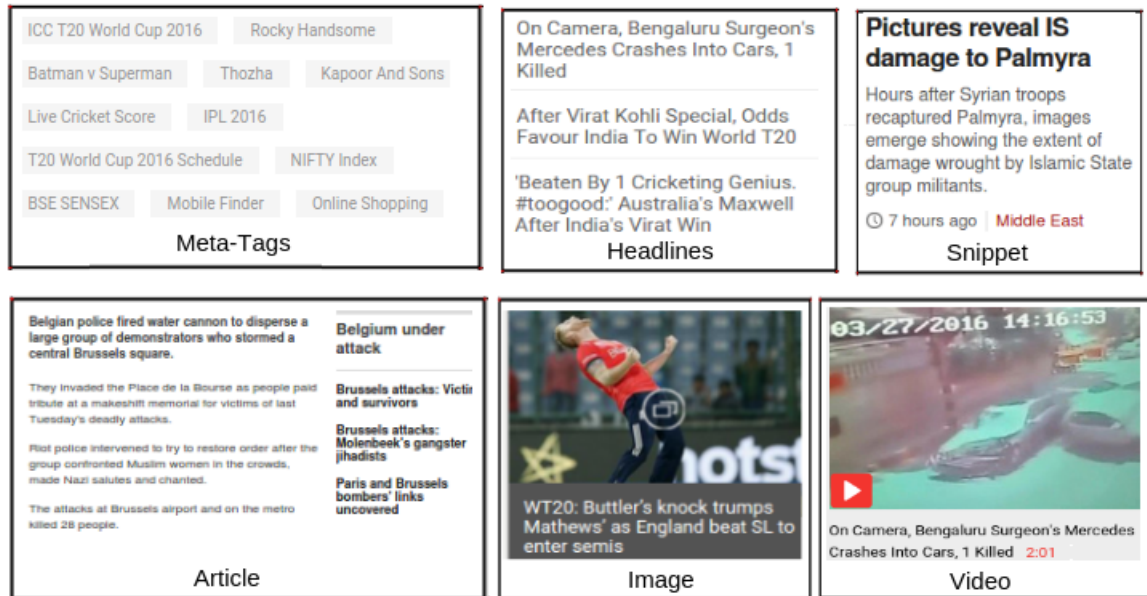 ICC T20 World Cup 2016 Rocky Handsome
Batman v Superman Thozha Kapoor And Sons
Live Cricket Score IPL 2016
T20 World Cup 2016 Schedule NIFTY Index
BSE SENSEX Mobile Finder Online Shopping
Meta-Tags
On Camera, Bengaluru Surgeon's
Mercedes Crashes Into Cars, 1
Killed
After Virat Kohli Special, Odds
Favour India To Win World T20
'Beaten By 1 Cricketing Genius.
#toogood:' Australia's Maxwell
After India's Virat Win
Headlines
Pictures reveal IS
damage to Palmyra
Hours after Syrian troops
recaptured Palmyra, images
emerge showing the extent of
damage wrought by Islamic State
group militants.
7 hours ago Middle East
Snippet
Belgian police fired water cannon to disperse a
large group of demonstrators who stormed a
central Brussels square.
They invaded the Place de la Bourse as people paid
tribute at a makeshift memorial for victims of last
Tuesday's deadly attacks.
Riot police intervened to try to restore order after the
group confronted Muslim women in the crowds,
made Nazi salutes and chanted.
The attacks at Brussels airport and on the metro
killed 28 people.
Belgium under
attack
Brussels attacks: Victin
and survivors
Brussels attacks:
Molenbeek's gangster
jihadists
Paris and Brussels
bombers' links
uncovered
Article
otst
WT20: Buttler's knock trumps
Mathews' as England beat SL to
enter semis
Image
03/27/2016 14:16:53
On Camera, Bengaluru Surgeon's Mercedes
Crashes Into Cars, 1 Killed 2:01
Video